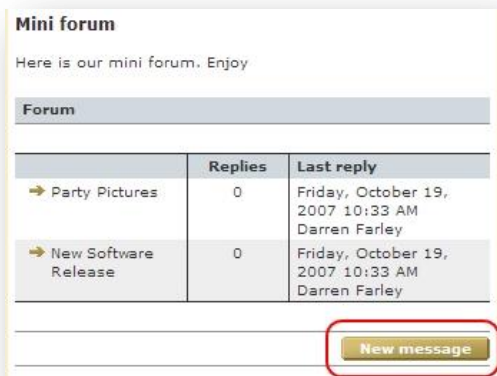 Mini forum
Here is our mini forum. Enjoy
Forum
Replies Last reply
Party Pictures 0 Friday, October 19,
2007 10:33 AM
Darren Farley
New Software 0 Friday, October 19,
Release 2007 10:33 AM
Darren Farley
New message